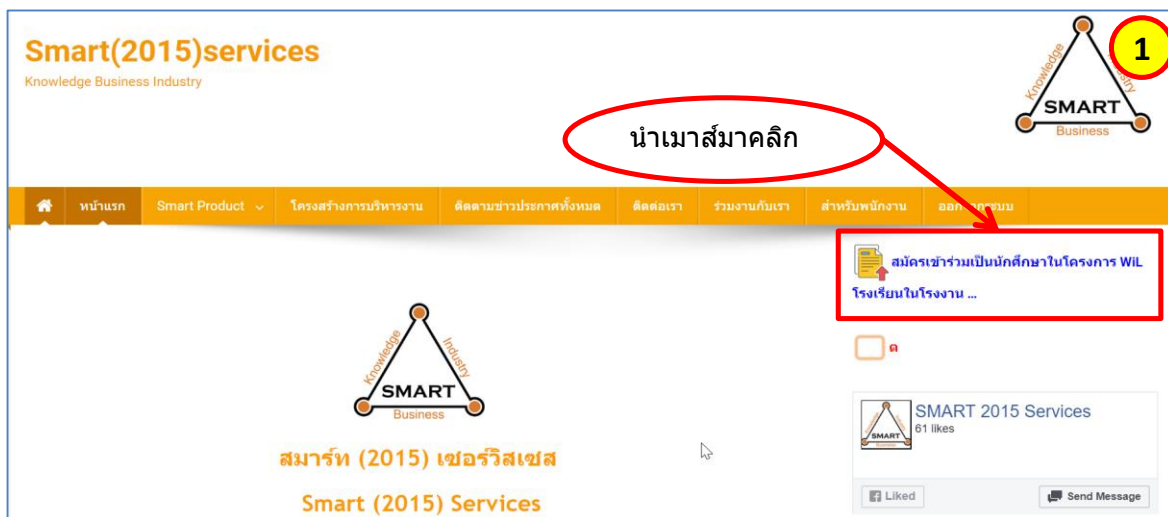 Smart(2015)services
Knowledge Business Industry
Knowledge
Industry
SMART
Business
1
นำเมาส์มาคลิก
หน้าแรก Smart Product โครงสร้างการบริหารงาน ติดตามข่าวประกาศทั้งหมด ติดต่อเรา ร่วมงานกับเรา สำหรับพนักงาน
สมัครเข้าร่วมเป็นนักศึกษาในโครงการ WiL
โรงเรียนในโรงงาน ...
ค
Knowledge
Industry
SMART
Business
สมาร์ท (2015) เซอร์วิสเซส
Smart (2015) Services
SMART
SMART 2015 Services
61 likes
Liked
Send Message